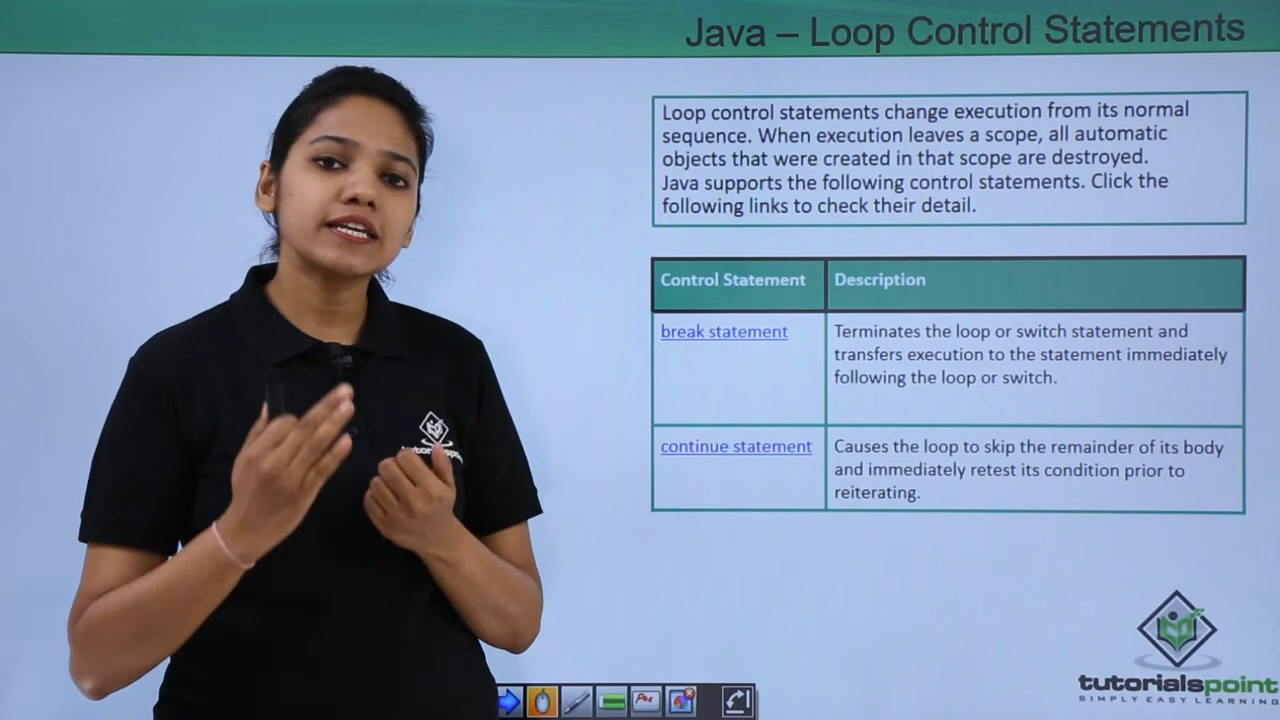 Java – Loop Control Statements
Loop control statements change execution from its normal
sequence. When execution leaves a scope, all automatic
objects that were created in that scope are destroyed.
Java supports the following control statements. Click the
following links to check their detail.
Control Statement
Description
break statement
Terminates the loop or switch statement and
transfers execution to the statement immediately
following the loop or switch.
continue statement
Causes the loop to skip the remainder of its body
and immediately retest its condition prior to
reiterating.
tutorialspoint
SIMPLY EASY LEARNING